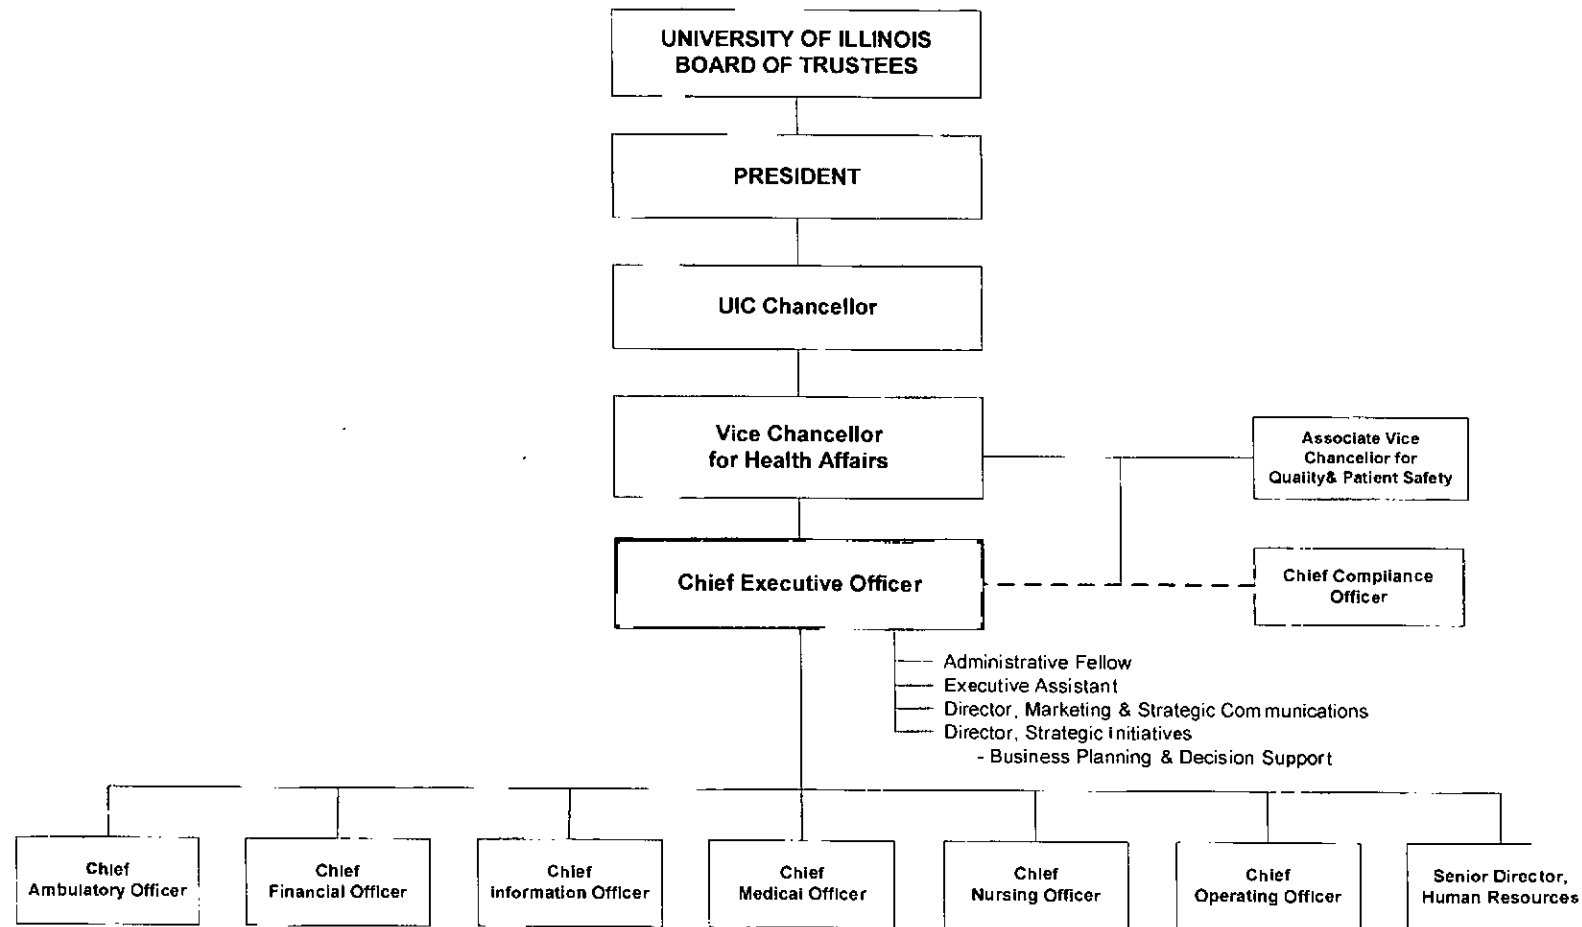 UNIVERSITY OF ILLINOIS
BOARD OF TRUSTEES
PRESIDENT
UIC Chancellor
Vice Chancellor
for Health Affairs
Associate Vice
Chancellor for
Quality& Patient Safety
Chief Executive Officer
Chief Compliance
Officer
Administrative Fellow
Executive Assistant
Director, Marketing & Strategic Communications
Director, Strategic Initiatives
- Business Planning & Decision Support
Chief
Ambulatory Officer
Chief
Financial Officer
Chief
Information Officer
Chief
Medical Officer
Chief
Nursing Officer
Chief
Operating Officer
Senior Director,
Human Resources